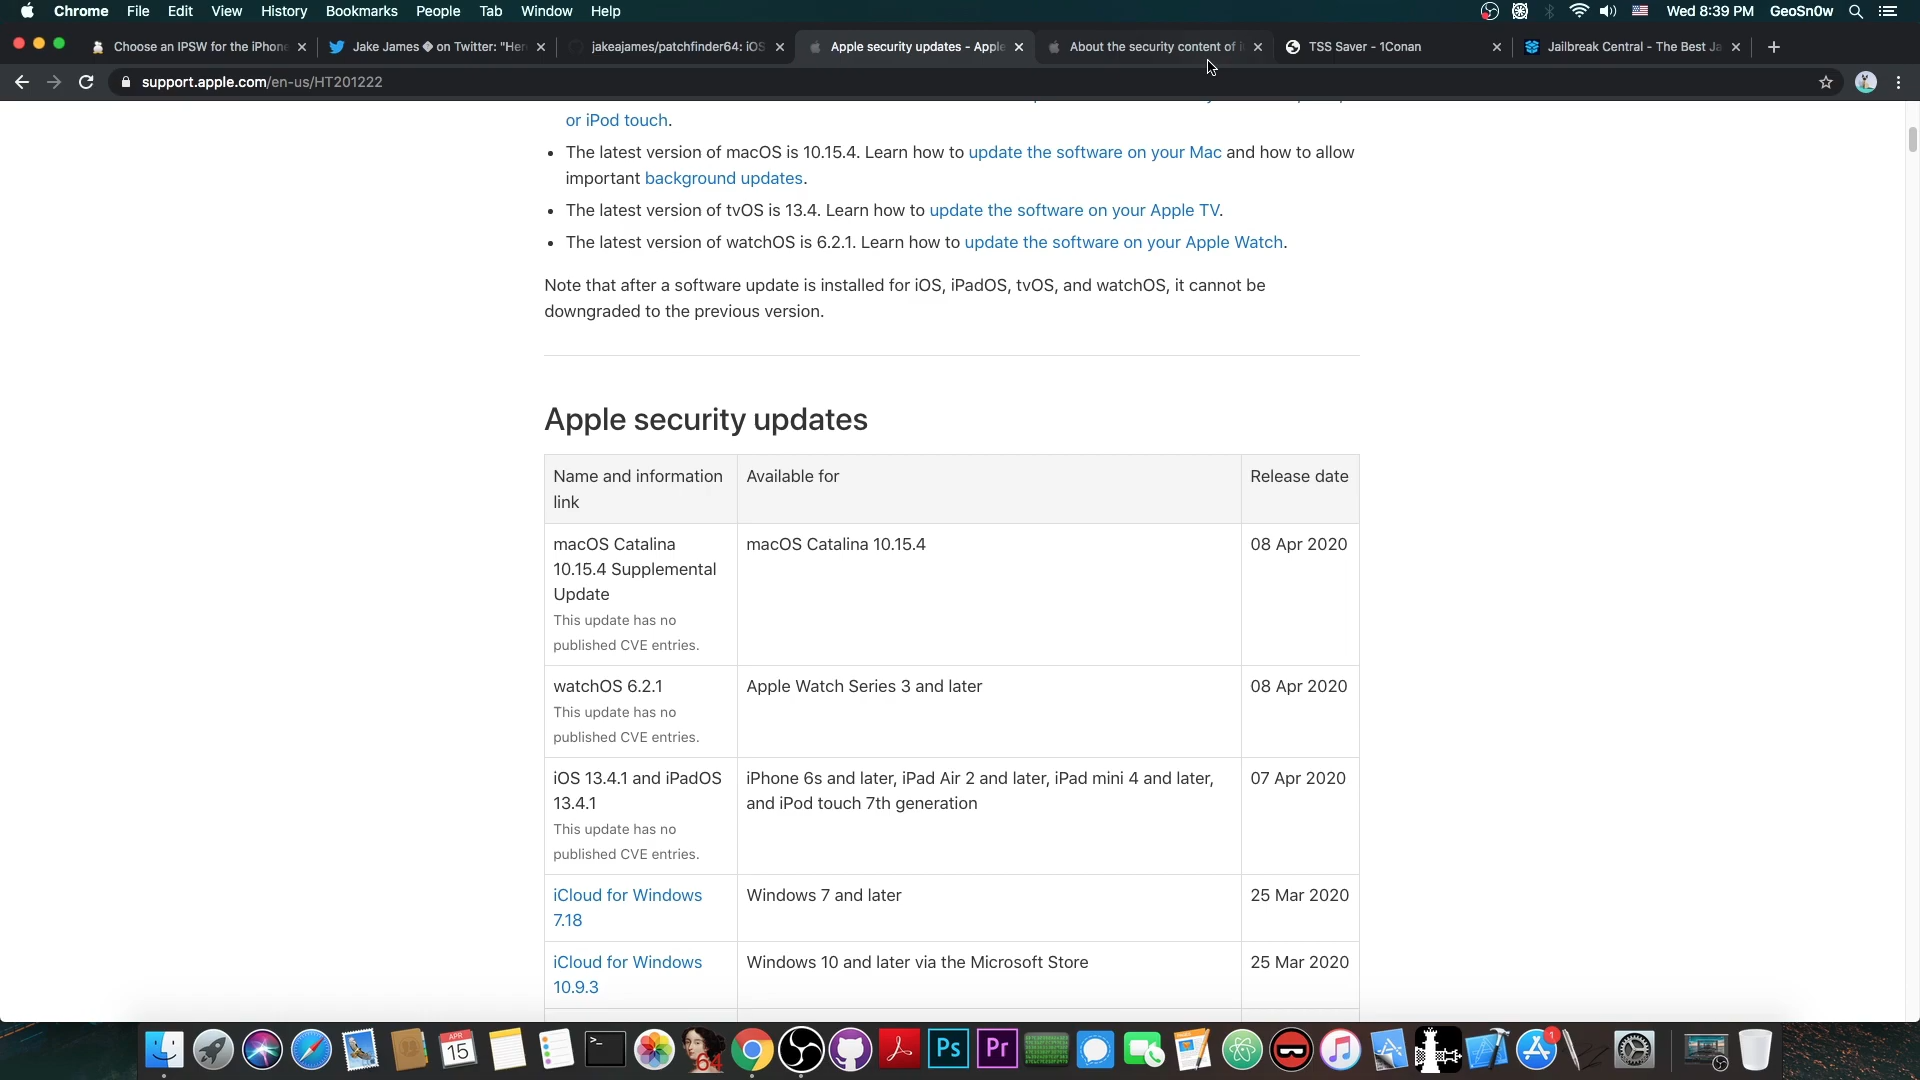 Chrome File Edit View History Bookmarks People Tab Window Help Wed 8:39 PM GeoSn0w
Choose an IPSW for the iPhone Jake James � on Twitter: "Her jakeajames/patchfinder64: iOS Apple security updates - Apple About the security content of i TSS Saver - 1Conan Jailbreak Central - The Best Ja
support.apple.com/en-us/HT201222
or iPod touch.
• The latest version of macOS is 10.15.4. Learn how to update the software on your Mac and how to allow
important background updates.
• The latest version of tvOS is 13.4. Learn how to update the software on your Apple TV.
• The latest version of watchOS is 6.2.1. Learn how to update the software on your Apple Watch.
Note that after a software update is installed for iOS, iPadOS, tvOS, and watchOS, it cannot be
downgraded to the previous version.
Apple security updates
Name and information Available for Release date
link
macOS Catalina macOS Catalina 10.15.4 08 Apr 2020
10.15.4 Supplemental
Update
This update has no
published CVE entries.
watchOS 6.2.1 Apple Watch Series 3 and later 08 Apr 2020
This update has no
published CVE entries.
iOS 13.4.1 and iPadOS iPhone 6s and later, iPad Air 2 and later, iPad mini 4 and later, 07 Apr 2020
13.4.1 and iPod touch 7th generation
This update has no
published CVE entries.
iCloud for Windows Windows 7 and later 25 Mar 2020
7.18
iCloud for Windows Windows 10 and later via the Microsoft Store 25 Mar 2020
10.9.3
APR 15 64 Ps Pr 1